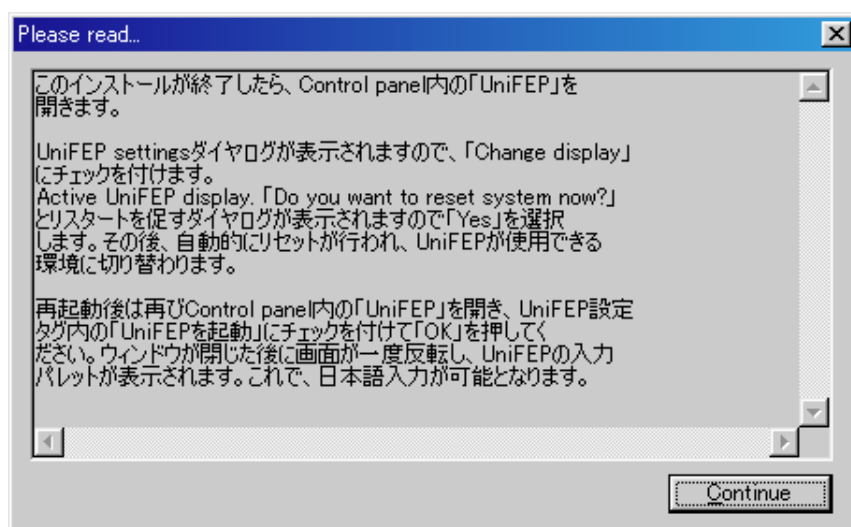 Please read...
このインストールが終了したら、Control panel内の「UniFEP」を
開きます。
UniFEP settingsダイヤログが表示されますので、「Change display」
にチェックを付けます。
Active UniFEP display. 「Do you want to reset system now?」
とリスタートを促すダイヤログが表示されますので「Yes」を選択
します。その後、自動的にリセットが行われ、UniFEPが使用できる
環境に切り替わります。
再起動後は再びControl panel内の「UniFEP」を開き、UniFEP設定
タグ内の「UniFEPを起動」にチェックを付けて「OK」を押してく
ださい。ウィンドウが閉じた後に画面が一度反転し、UniFEPの入力
パレットが表示されます。これで、日本語入力が可能となります。
Continue